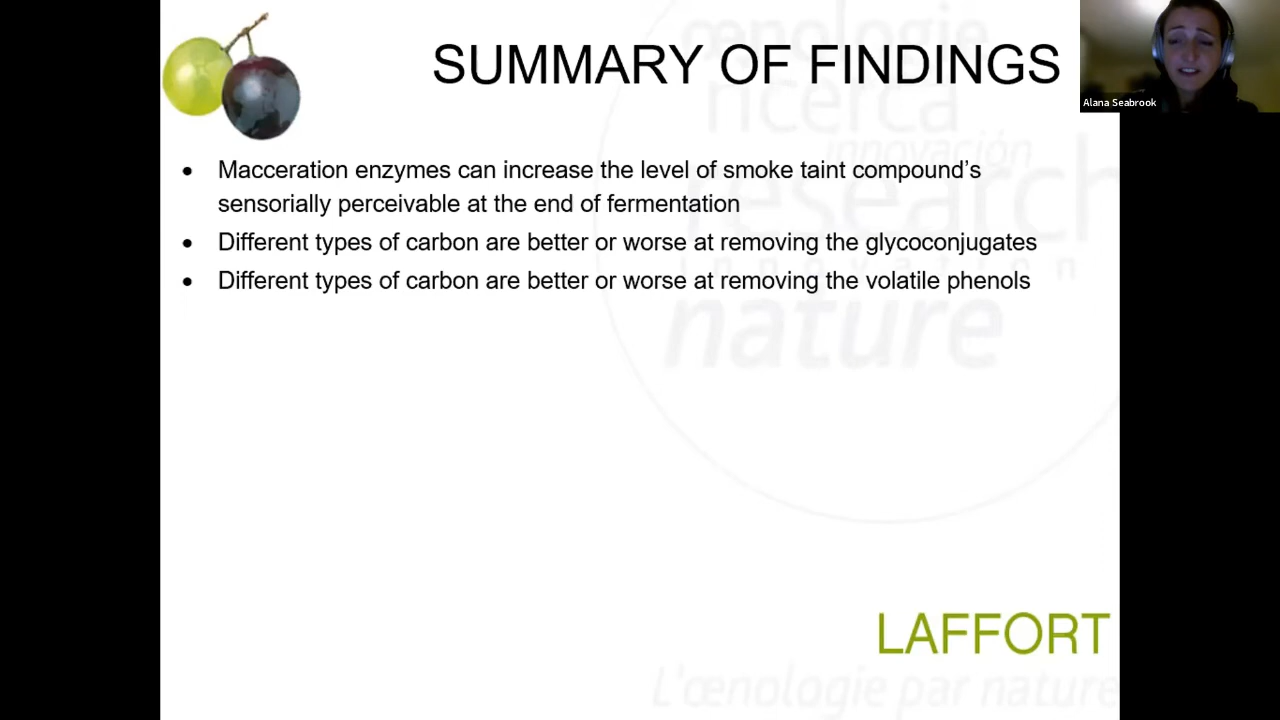 œnologie
ricerca
innovación
research
innovation
nature
SUMMARY OF FINDINGS
Alana Seabrook
• Macceration enzymes can increase the level of smoke taint compound’s
sensorially perceivable at the end of fermentation
• Different types of carbon are better or worse at removing the glycoconjugates
• Different types of carbon are better or worse at removing the volatile phenols
LAFFORT
L'œnologie par nature